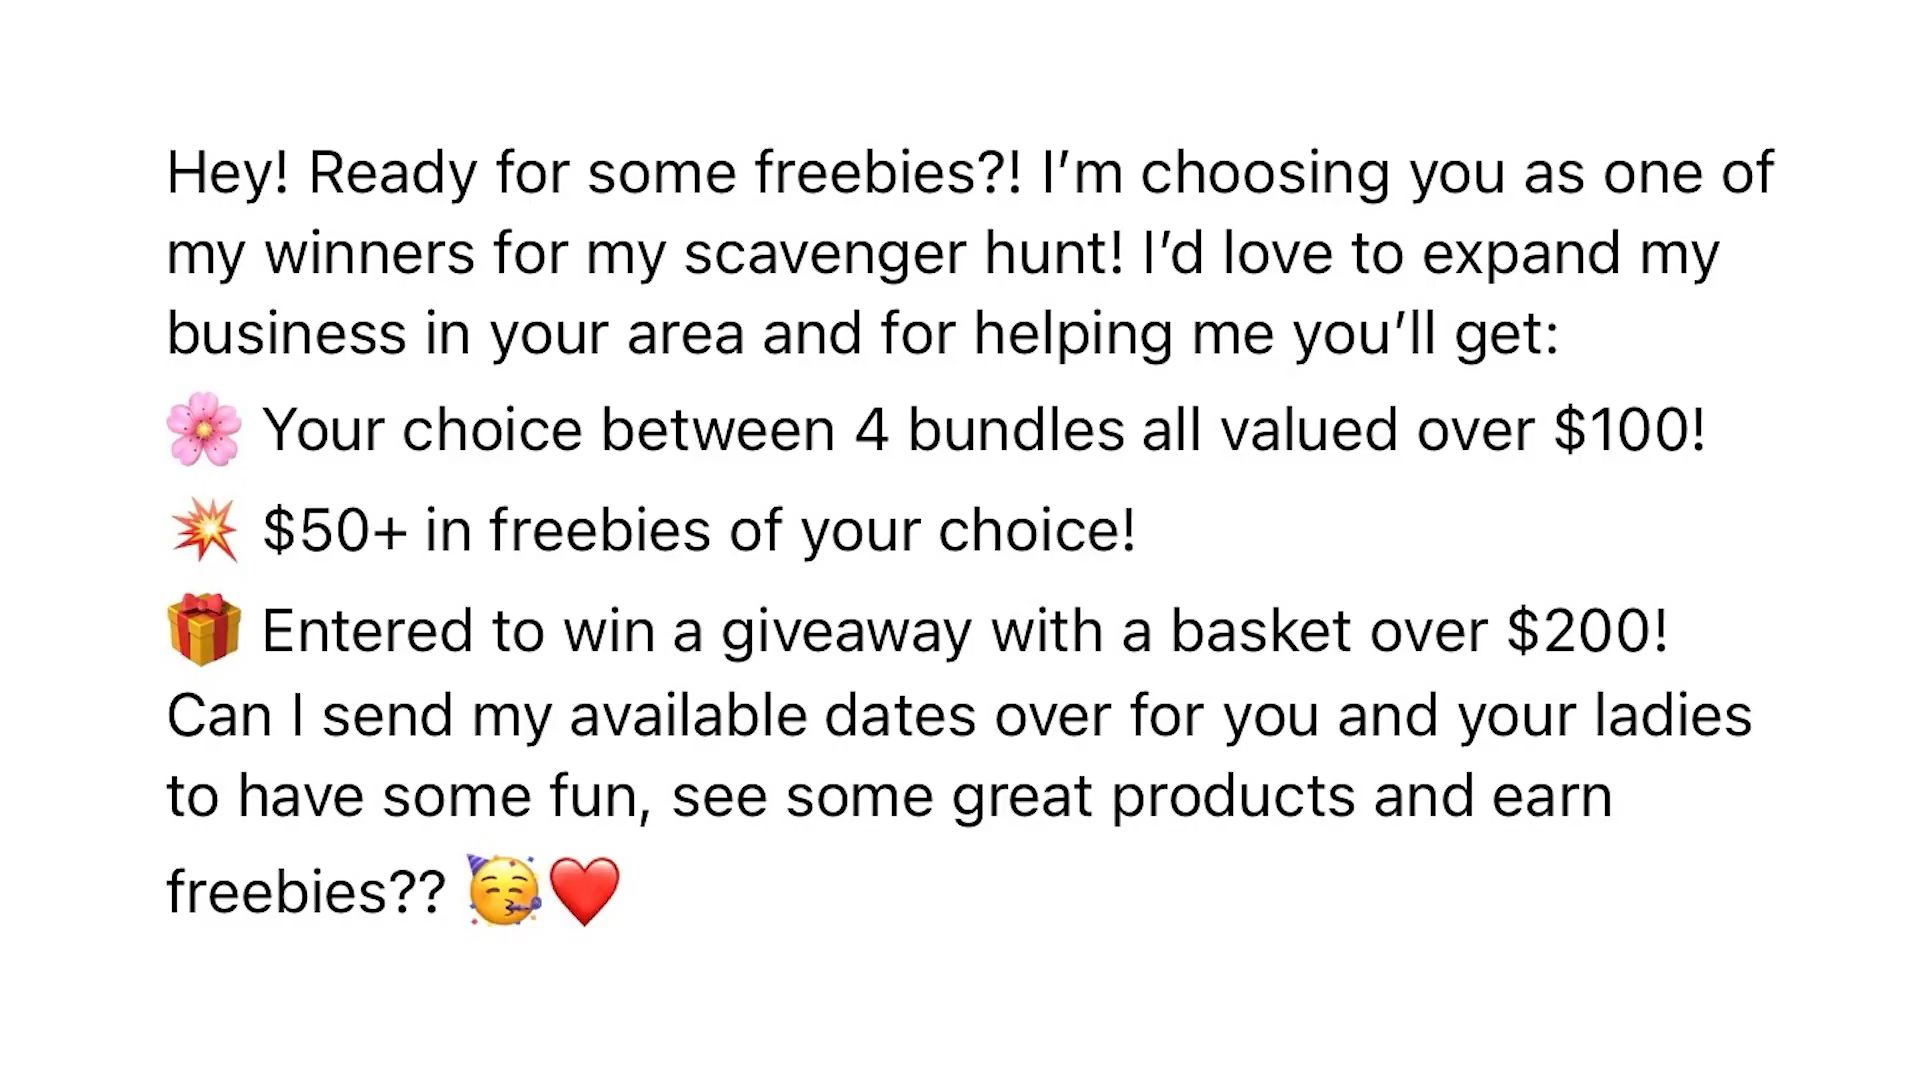 Hey! Ready for some freebies?! I’m choosing you as one of
my winners for my scavenger hunt! I’d love to expand my
business in your area and for helping me you’ll get:
🌸 Your choice between 4 bundles all valued over $100!
💥 $50+ in freebies of your choice!
🎁 Entered to win a giveaway with a basket over $200!
Can I send my available dates over for you and your ladies
to have some fun, see some great products and earn
freebies?? 🥳❤️